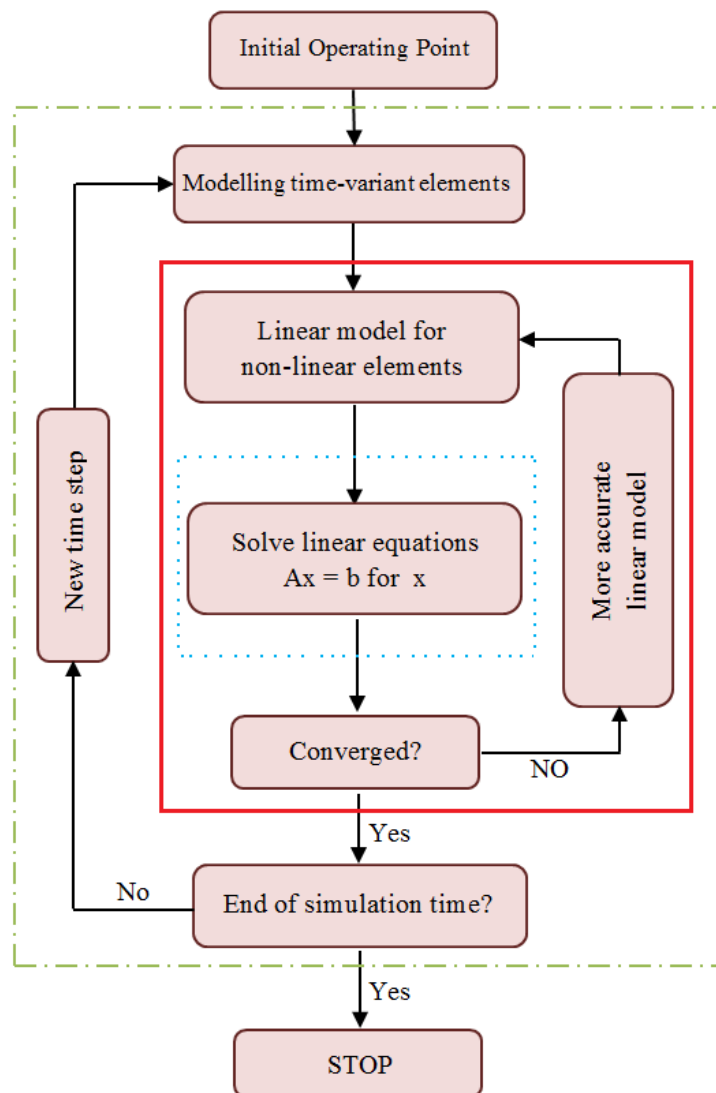 Initial Operating Point
Modelling time-variant elements
Linear model for
non-linear elements
New time step
Solve linear equations
Ax = b for x
More accurate
linear model
Converged?
NO
Yes
No
End of simulation time?
Yes
STOP